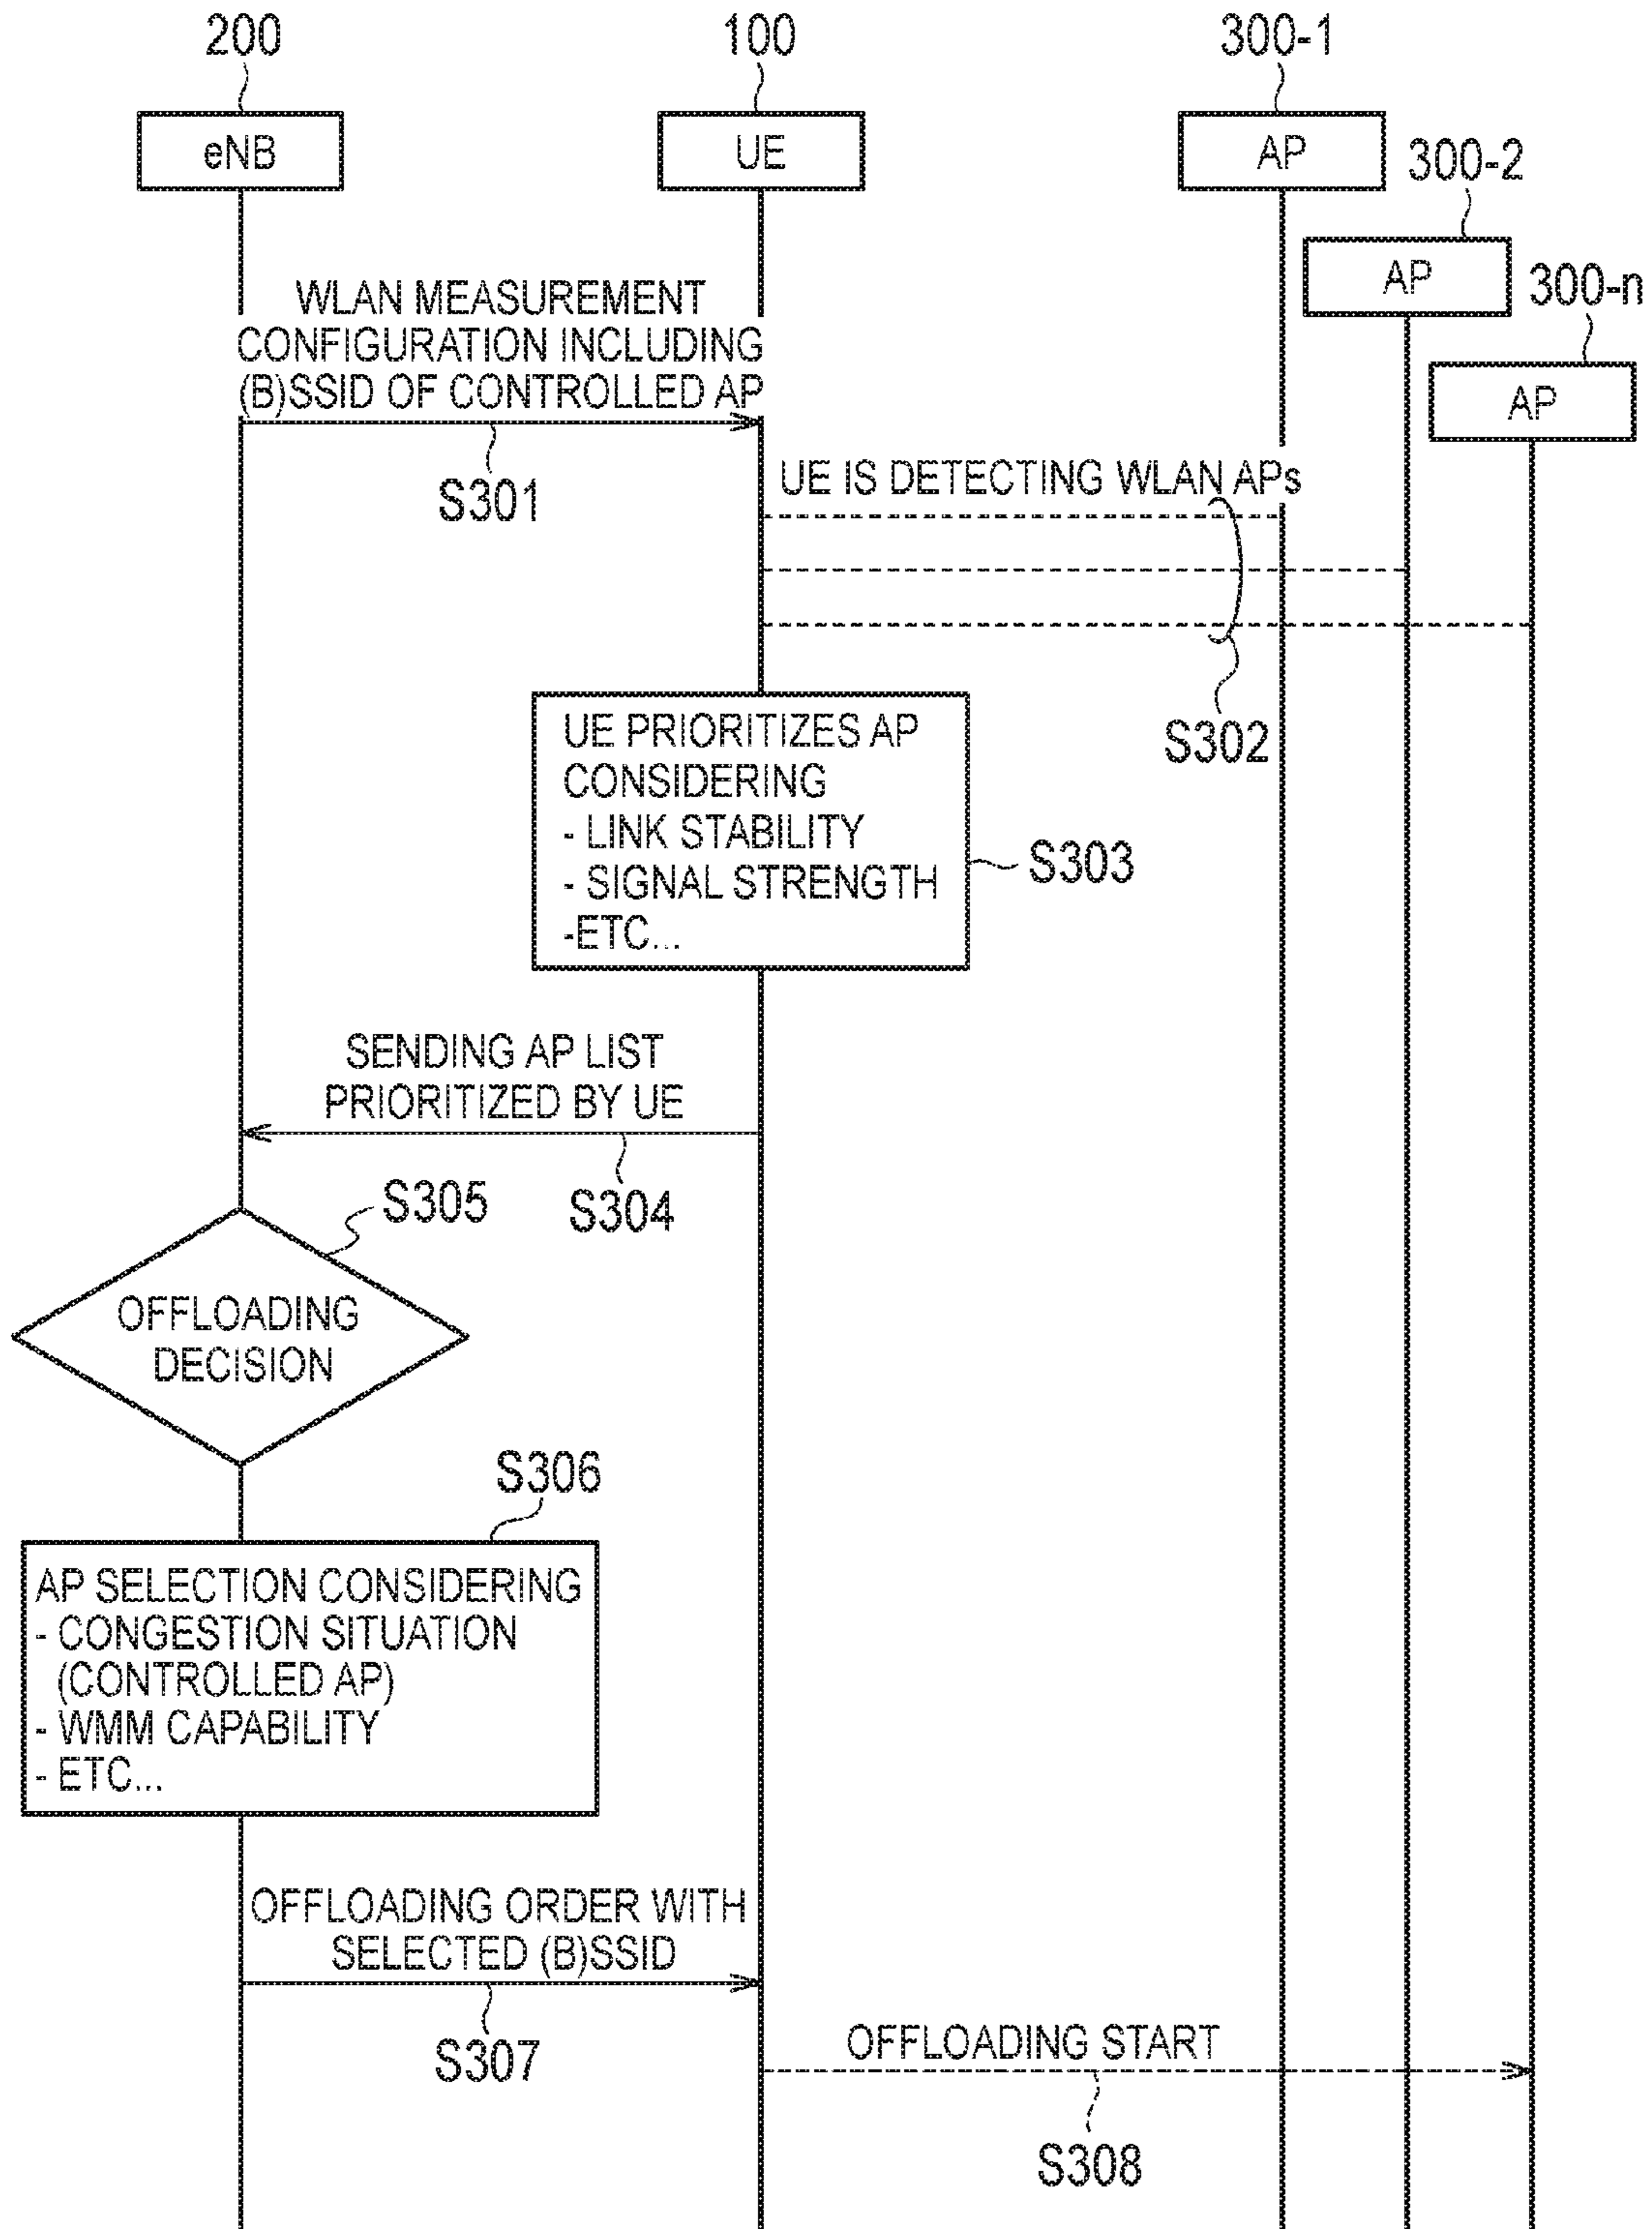 200
100
300-1
eNB
UE
AP
300-2
AP
300-n
AP
WLAN MEASUREMENT
CONFIGURATION INCLUDING
(B)SSID OF CONTROLLED AP
S301
UE IS DETECTING WLAN APs
S302
UE PRIORITIZES AP
CONSIDERING
- LINK STABILITY
- SIGNAL STRENGTH
-ETC...
S303
SENDING AP LIST
PRIORITIZED BY UE
S304
S305
OFFLOADING
DECISION
S306
AP SELECTION CONSIDERING
- CONGESTION SITUATION
(CONTROLLED AP)
- WMM CAPABILITY
- ETC...
OFFLOADING ORDER WITH
SELECTED (B)SSID
S307
OFFLOADING START
S308